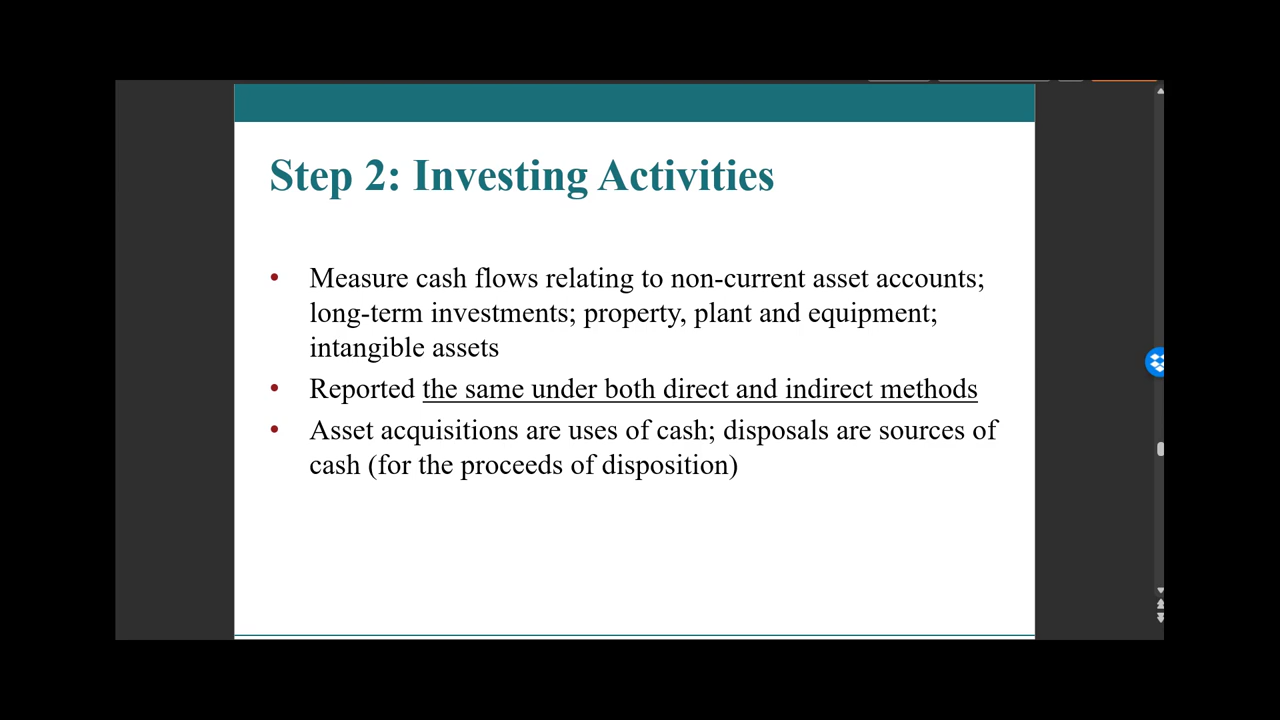 Step 2: Investing Activities
• Measure cash flows relating to non-current asset accounts;
long-term investments; property, plant and equipment;
intangible assets
• Reported the same under both direct and indirect methods
• Asset acquisitions are uses of cash; disposals are sources of
cash (for the proceeds of disposition)